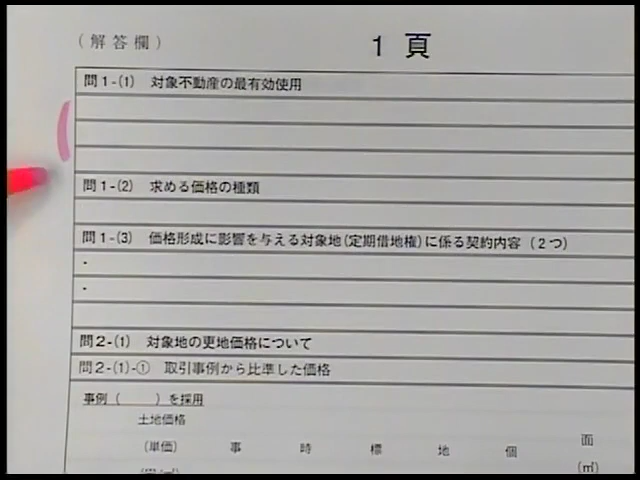 (解答欄)
1 頁
問1-(1) 対象不動産の最有効使用
問1-(2) 求める価格の種類
問1-(3) 価格形成に影響を与える対象地(定期借地権)に係る契約内容 (2つ)
・
・
問2-(1) 対象地の更地価格について
問2-(1)-① 取引事例から比準した価格
事例( )を採用
土地価格
(単価) 事 時 標 地 個 面
(㎡)